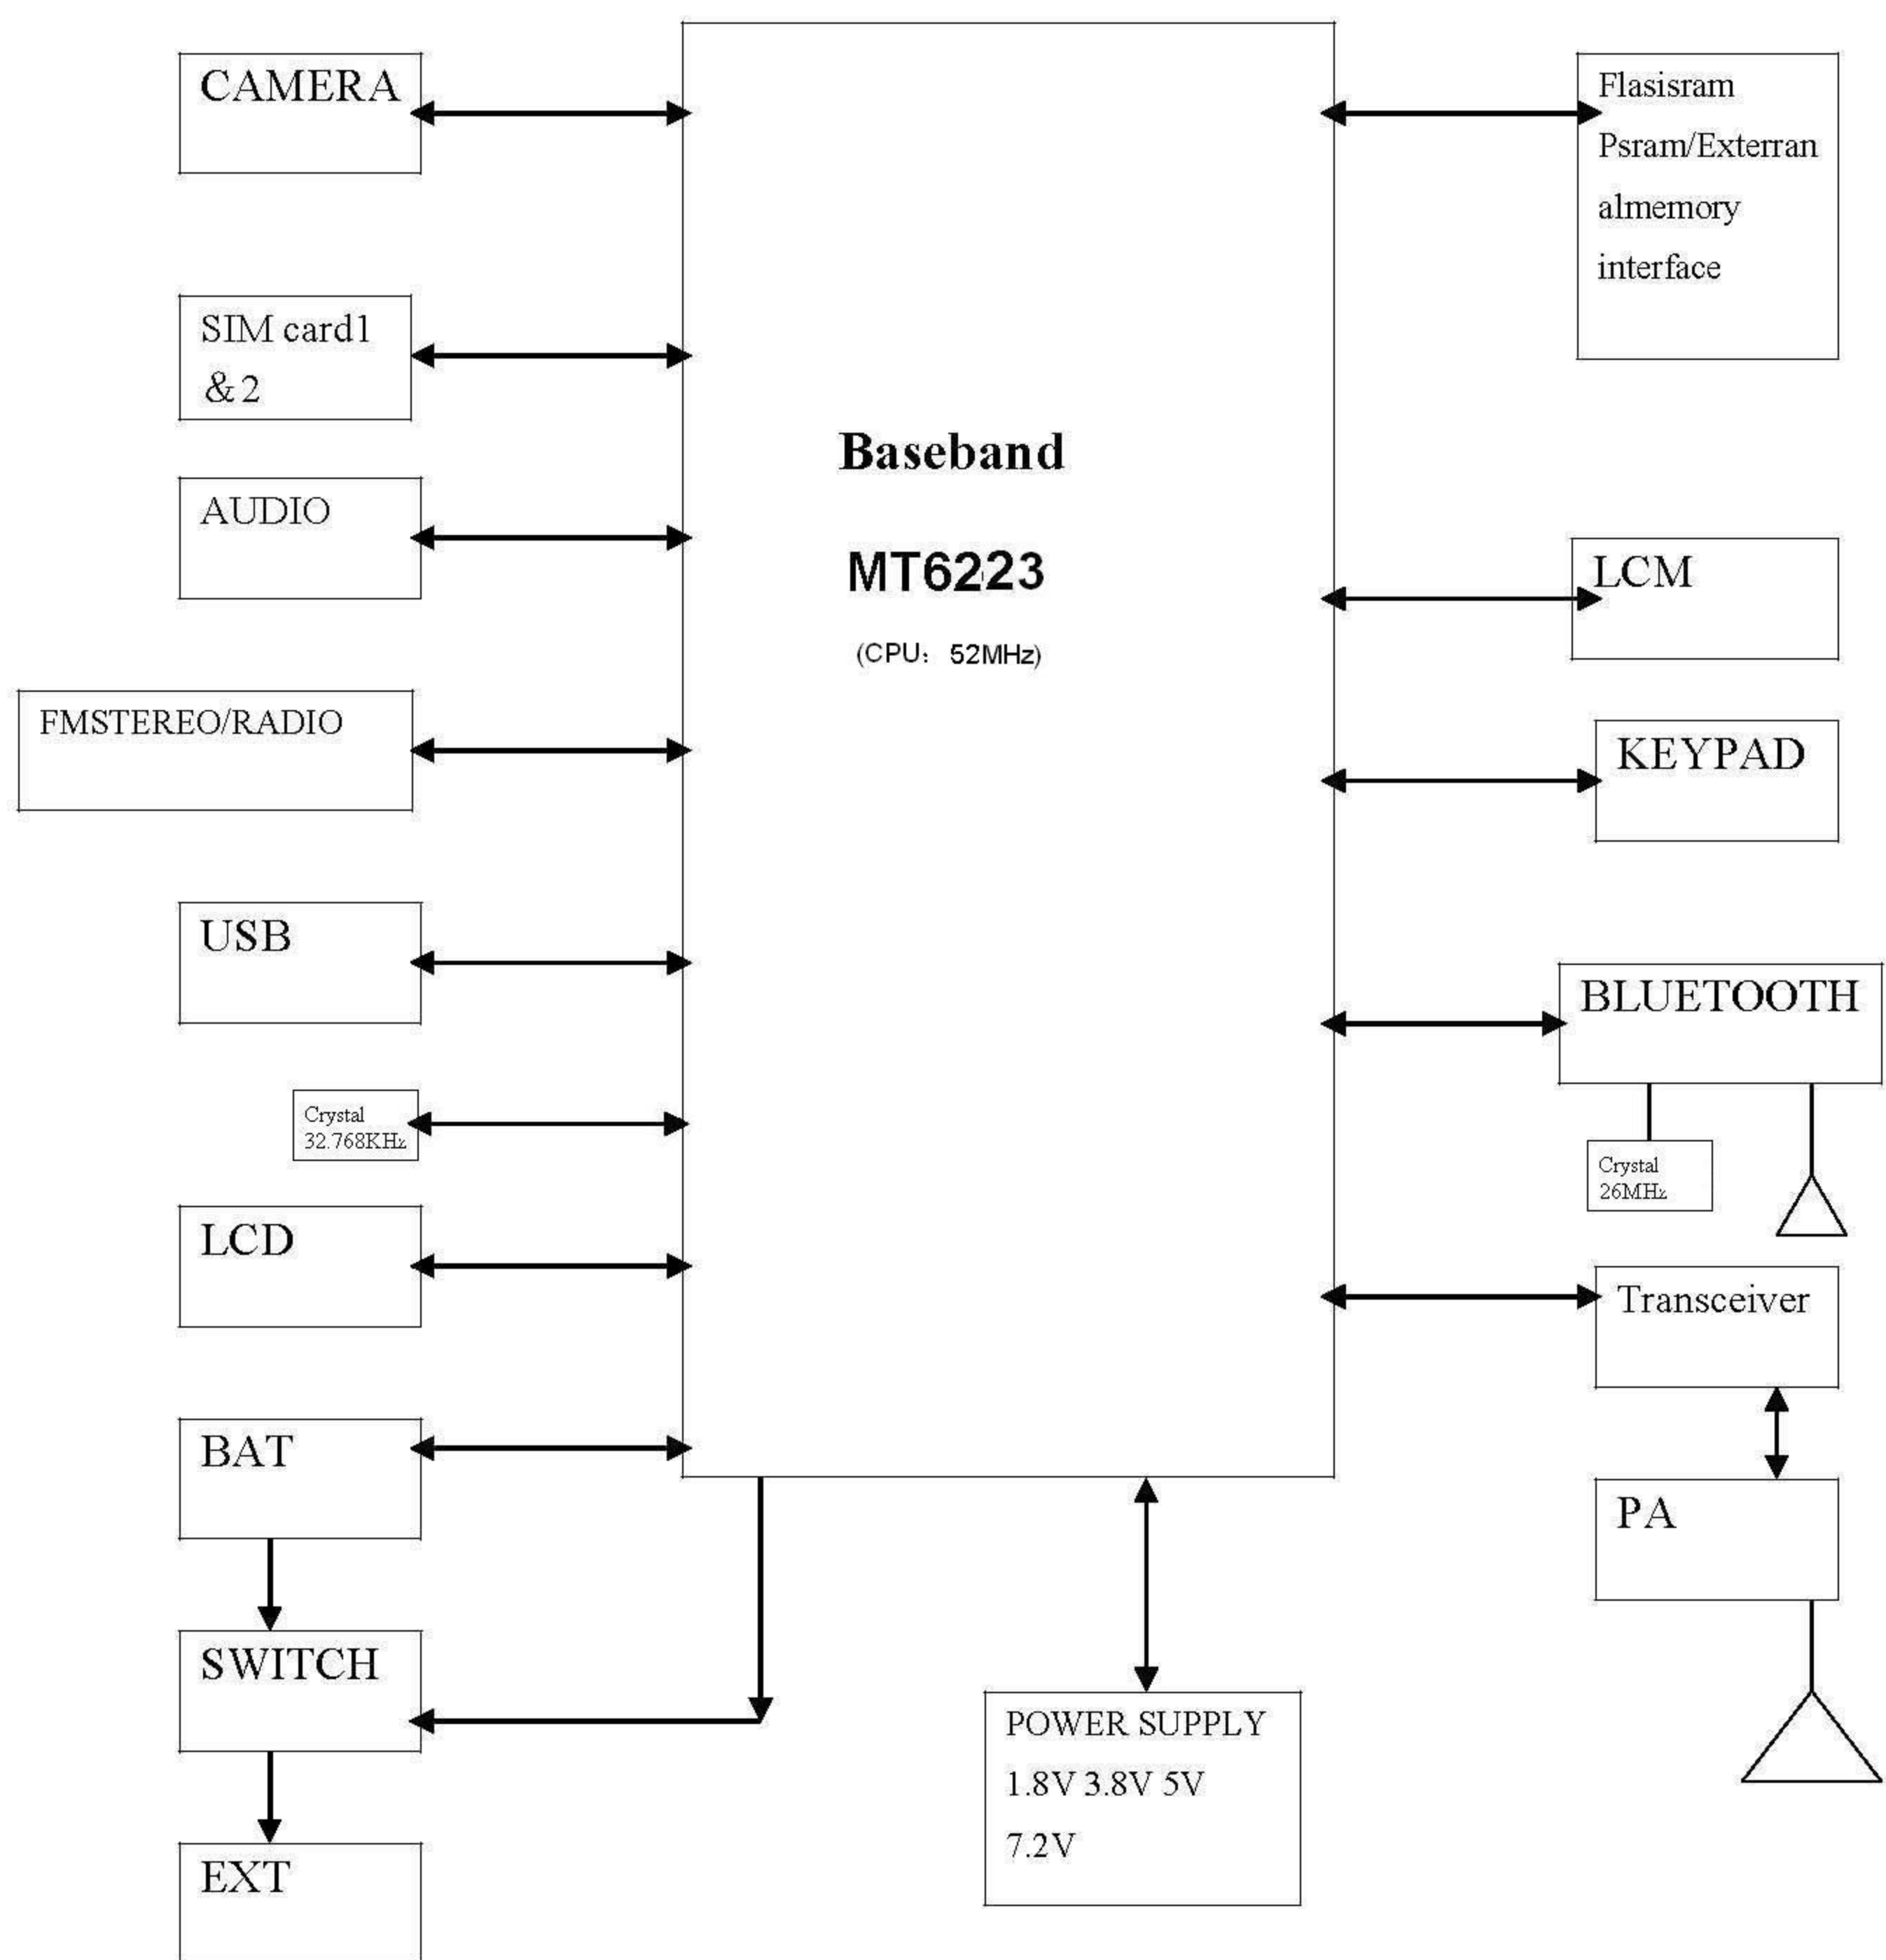 CAMERA
SIM card1
&2
AUDIO
FMSTEREO/RADIO
USB
Crystal
32.768KHz
LCD
BAT
SWITCH
EXT
Baseband
MT6223
(CPU：52MHz)
POWER SUPPLY
1.8V 3.8V 5V
7.2V
Flasisram
Psram/Exterran
almemory
interface
LCM
KEYPAD
BLUETOOTH
Crystal
26MHz
Transceiver
PA